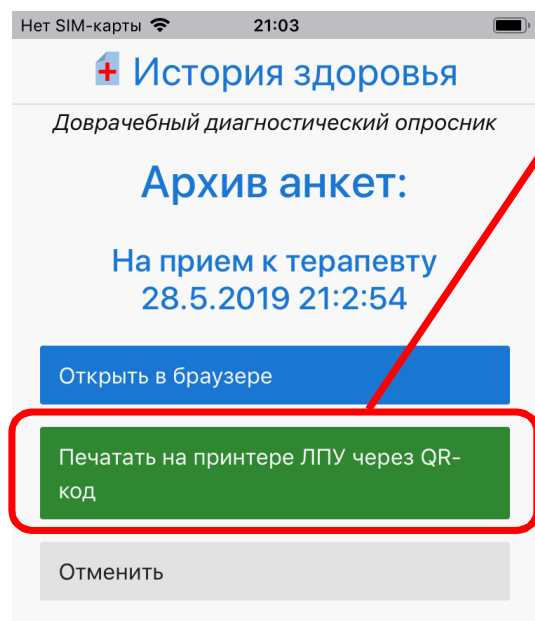 Нет SIM-карты 21:03
История здоровья
Доврачебный диагностический опросник
Архив анкет:
На прием к терапевту
28.5.2019 21:2:54
Открыть в браузере
Печатать на принтере ЛПУ через QR-
код
Отменить